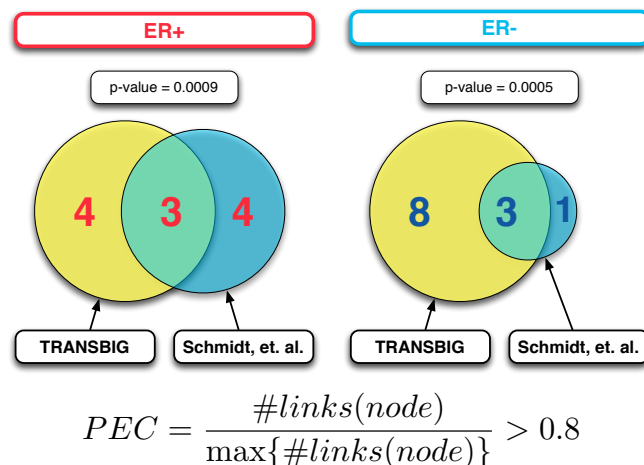 ER+ ER-
p-value = 0.0009 p-value = 0.0005
4 3 4 8 3 1
TRANSBIG Schmidt, et. al. TRANSBIG Schmidt, et. al.
PEC = #links(node) / max{#links(node)} > 0.8